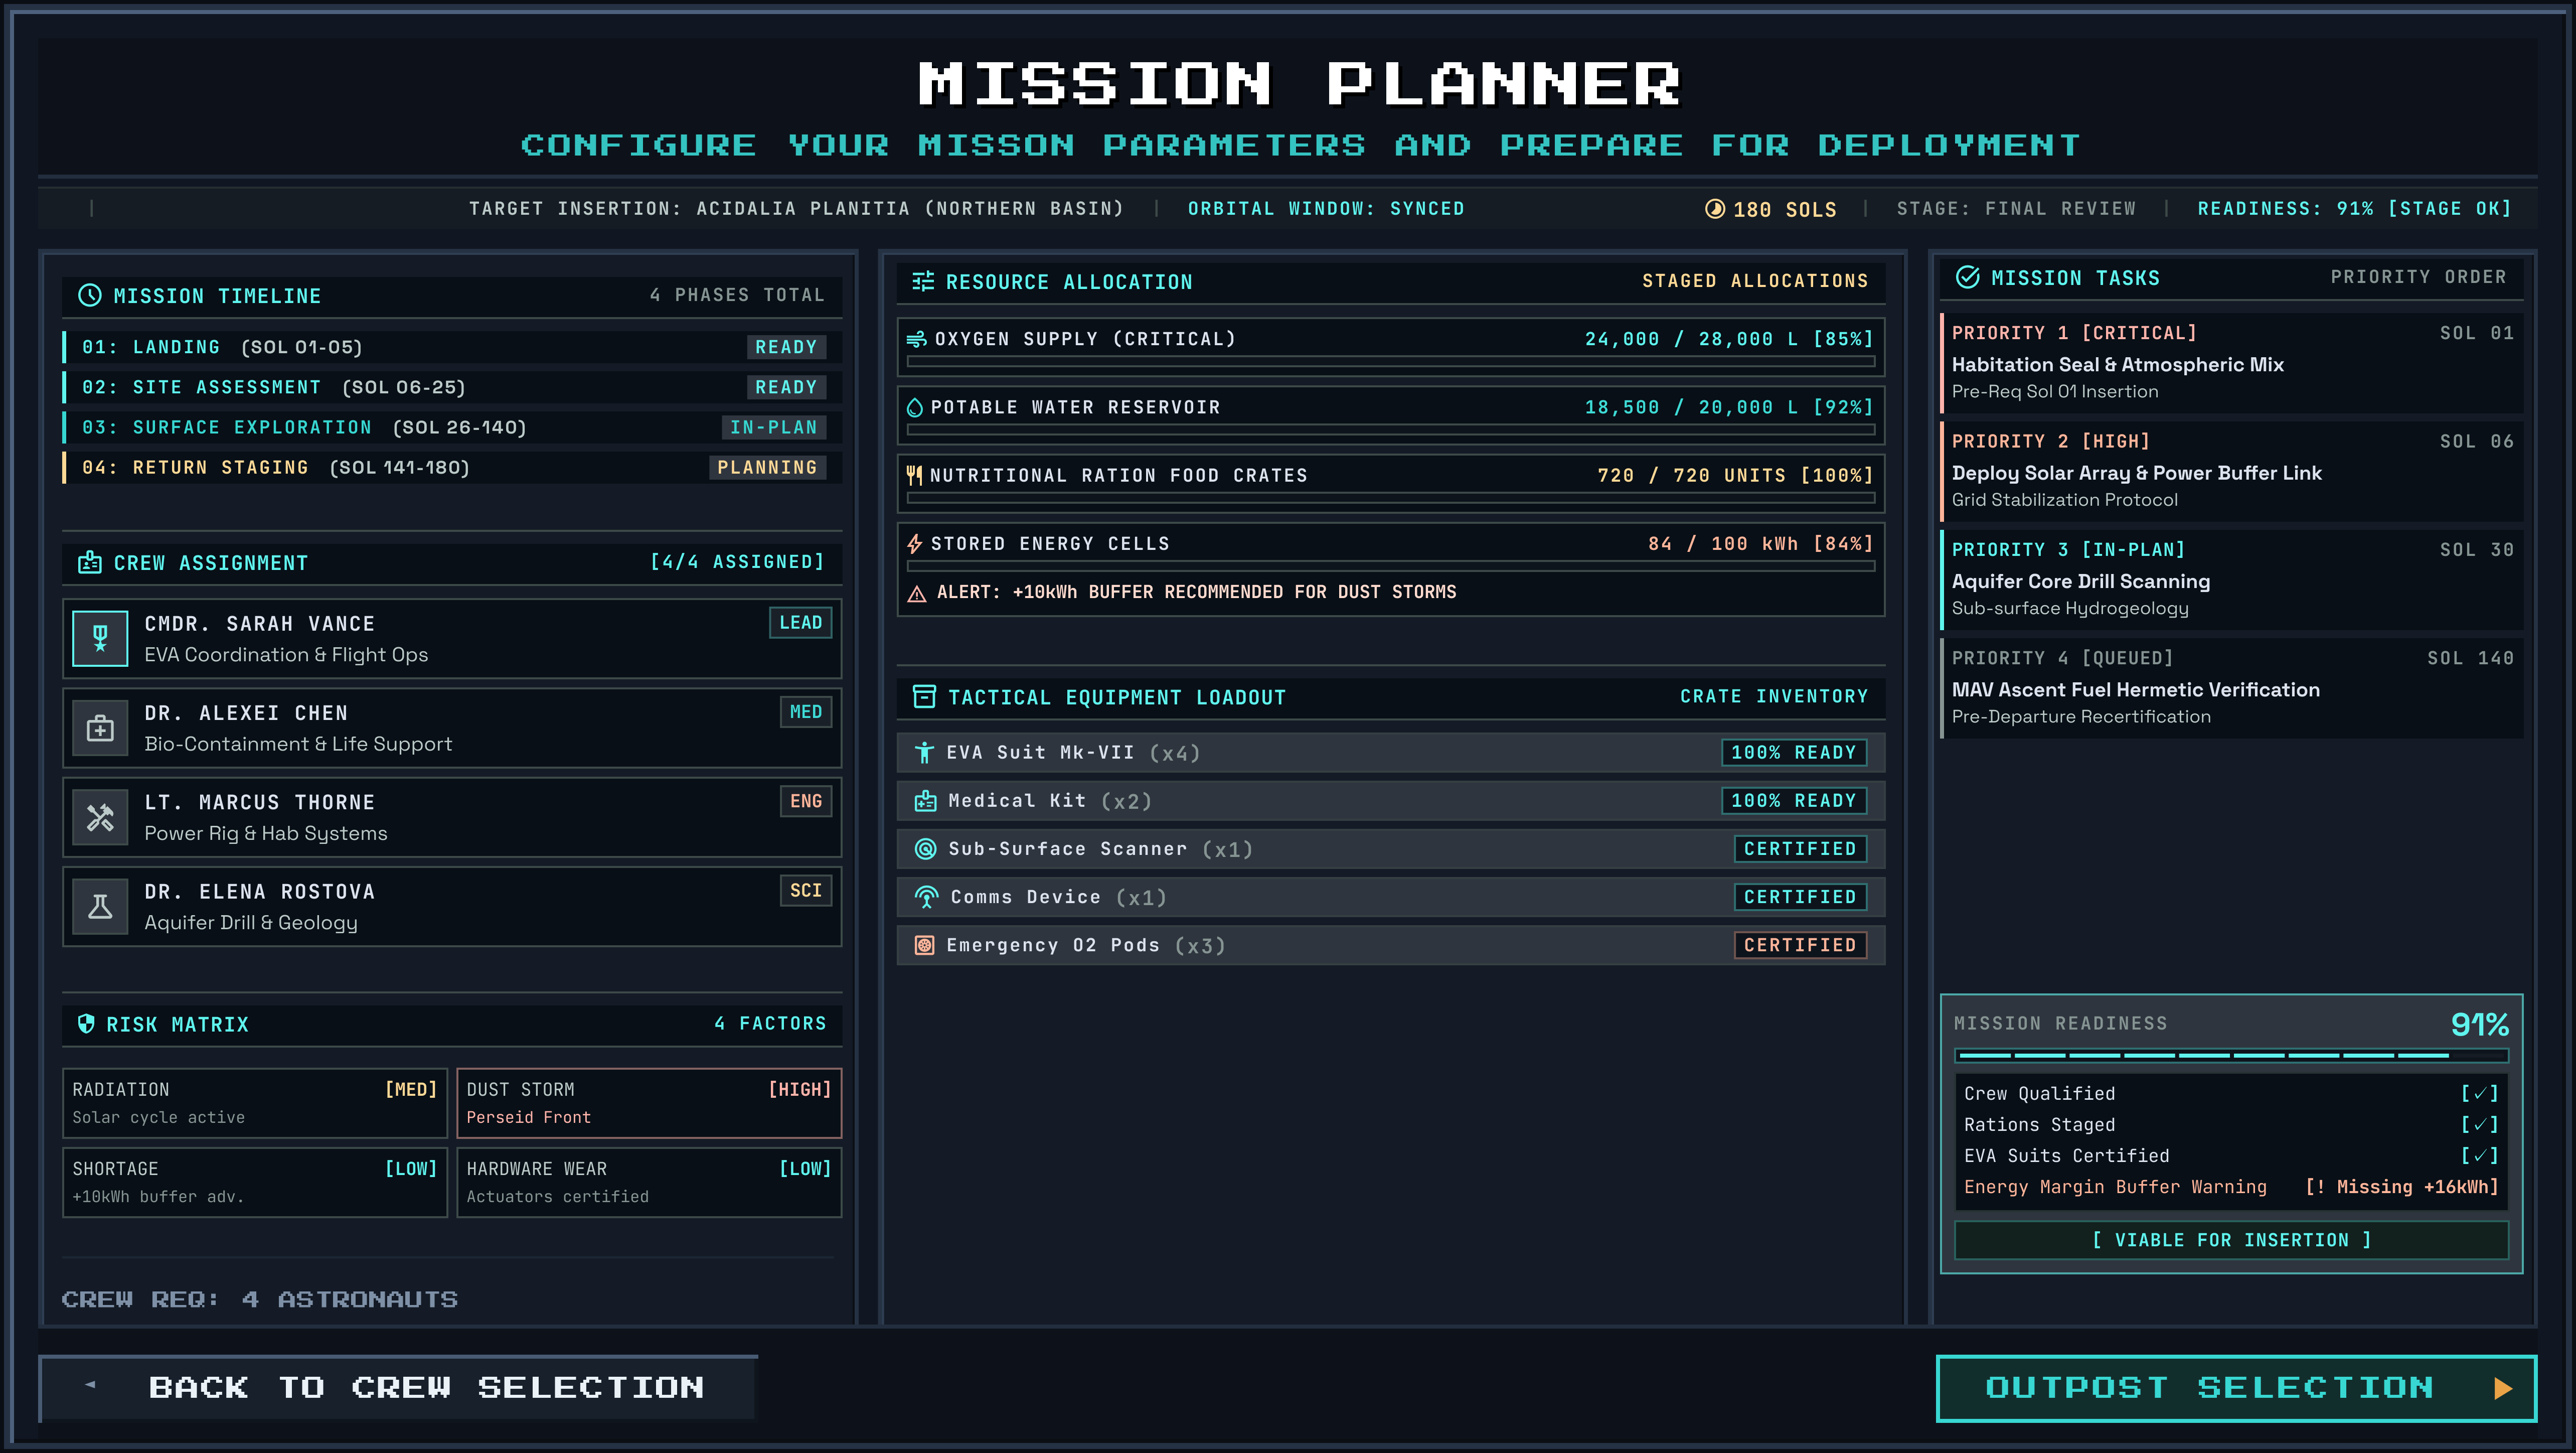 MISSION PLANNER
CONFIGURE YOUR MISSON PARAMETERS AND PREPARE FOR DEPLOYMENT
TARGET INSERTION: ACIDALIA PLANITIA (NORTHERN BASIN) | ORBITAL WINDOW: SYNCED
180 SOLS | STAGE: FINAL REVIEW | READINESS: 91% [STAGE OK]
MISSION TIMELINE 4 PHASES TOTAL
01: LANDING (SOL 01-05) READY
02: SITE ASSESSMENT (SOL 06-25) READY
03: SURFACE EXPLORATION (SOL 26-140) IN-PLAN
04: RETURN STAGING (SOL 141-180) PLANNING
CREW ASSIGNMENT [4/4 ASSIGNED]
CMDR. SARAH VANCE LEAD
EVA Coordination & Flight Ops
DR. ALEXEI CHEN MED
Bio-Containment & Life Support
LT. MARCUS THORNE ENG
Power Rig & Hab Systems
DR. ELENA ROSTOVA SCI
Aquifer Drill & Geology
RISK MATRIX 4 FACTORS
RADIATION [MED]
Solar cycle active
DUST STORM [HIGH]
Perseid Front
SHORTAGE [LOW]
+10kWh buffer adv.
HARDWARE WEAR [LOW]
Actuators certified
CREW REQ: 4 ASTRONAUTS
RESOURCE ALLOCATION STAGED ALLOCATIONS
OXYGEN SUPPLY (CRITICAL) 24,000 / 28,000 L [85%]
POTABLE WATER RESERVOIR 18,500 / 20,000 L [92%]
NUTRITIONAL RATION FOOD CRATES 720 / 720 UNITS [100%]
STORED ENERGY CELLS 84 / 100 kWh [84%]
ALERT: +10kWh BUFFER RECOMMENDED FOR DUST STORMS
TACTICAL EQUIPMENT LOADOUT CRATE INVENTORY
EVA Suit Mk-VII (x4) 100% READY
Medical Kit (x2) 100% READY
Sub-Surface Scanner (x1) CERTIFIED
Comms Device (x1) CERTIFIED
Emergency O2 Pods (x3) CERTIFIED
MISSION TASKS PRIORITY ORDER
PRIORITY 1 [CRITICAL] SOL 01
Habitation Seal & Atmospheric Mix
Pre-Req Sol 01 Insertion
PRIORITY 2 [HIGH] SOL 06
Deploy Solar Array & Power Buffer Link
Grid Stabilization Protocol
PRIORITY 3 [IN-PLAN] SOL 30
Aquifer Core Drill Scanning
Sub-surface Hydrogeology
PRIORITY 4 [QUEUED] SOL 140
MAV Ascent Fuel Hermetic Verification
Pre-Departure Recertification
MISSION READINESS 91%
Crew Qualified [✓]
Rations Staged [✓]
EVA Suits Certified [✓]
Energy Margin Buffer Warning [! Missing +16kWh]
[ VIABLE FOR INSERTION ]
◄ BACK TO CREW SELECTION
OUTPOST SELECTION ▶